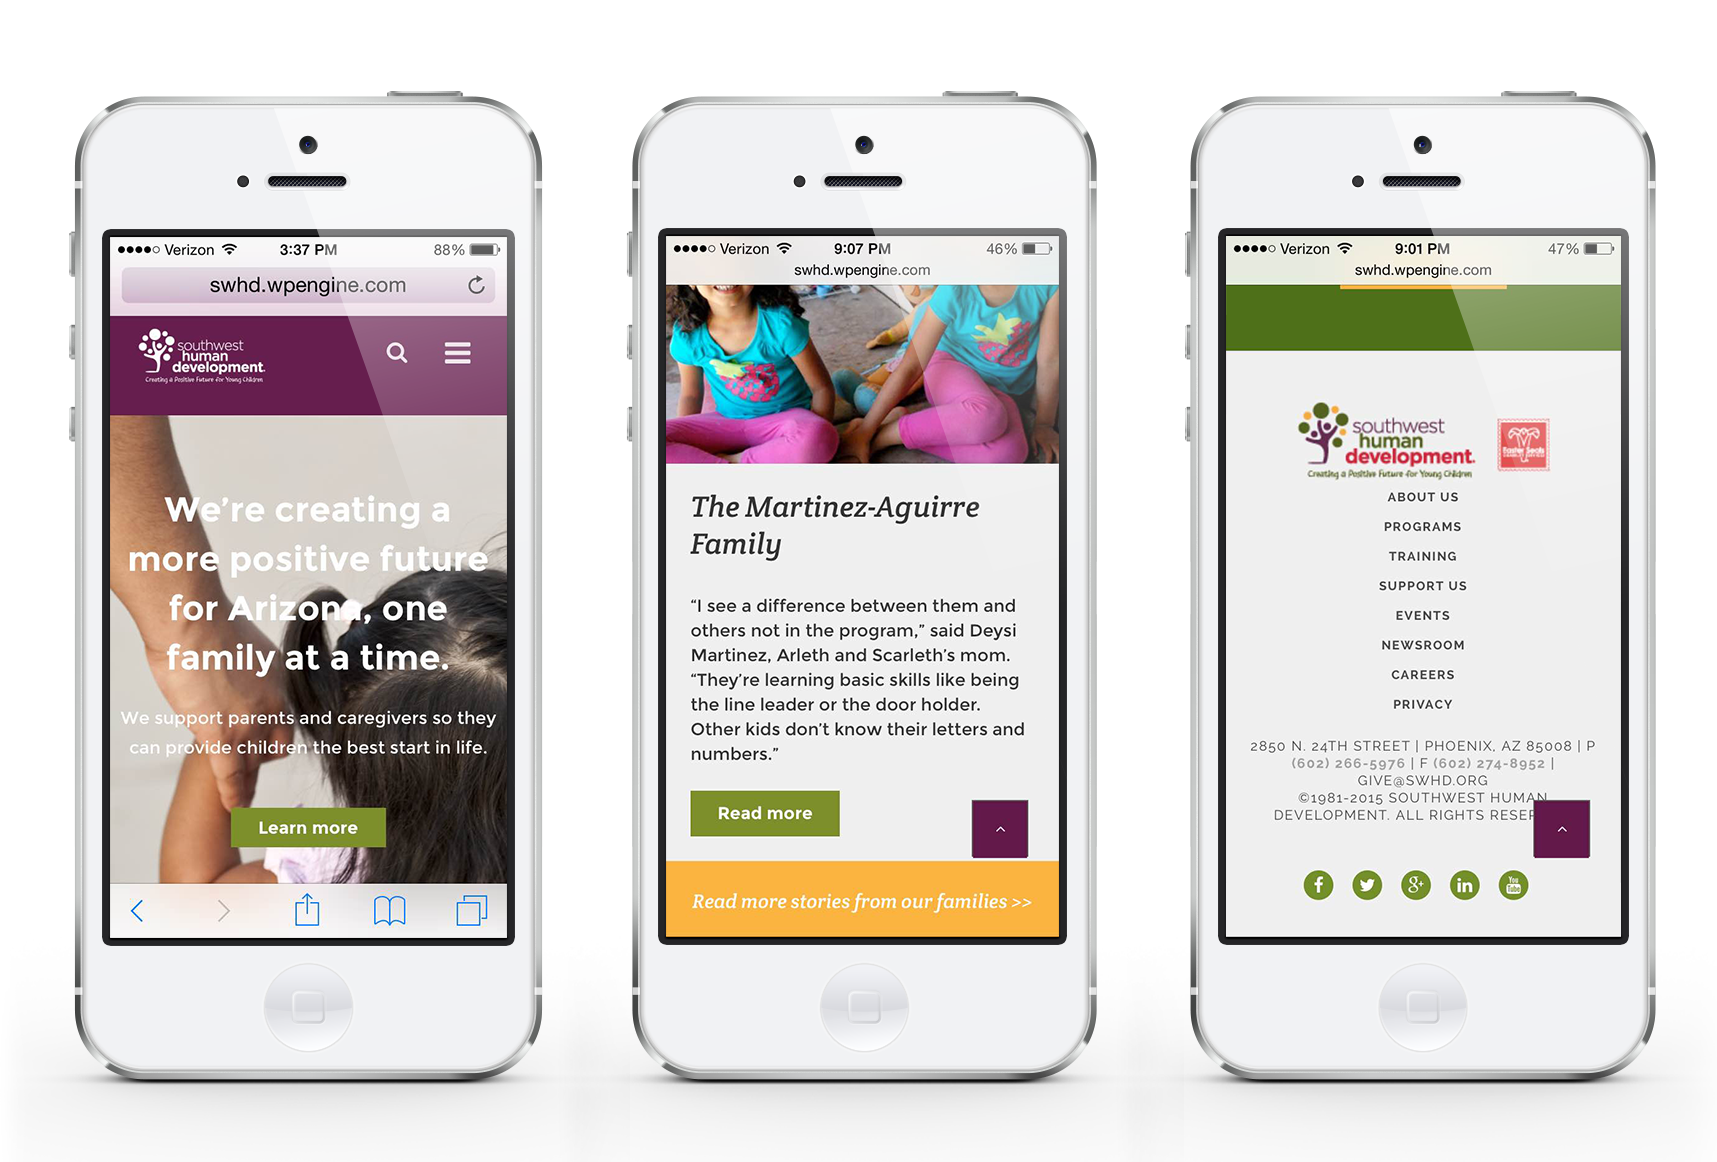 Verizon 3:37 PM 88%
swhd.wpengine.com
southwest
human
development.
Creating a Positive Future for Young Children
We're creating a
more positive future
for Arizona, one
family at a time.
We support parents and caregivers so they
can provide children the best start in life.
Learn more
Verizon 9:07 PM 46%
swhd.wpengine.com
The Martinez-Aguirre
Family
“I see a difference between them and
others not in the program,” said Deysi
Martinez, Arleth and Scarleth’s mom.
“They’re learning basic skills like being
the line leader or the door holder.
Other kids don’t know their letters and
numbers.”
Read more
Read more stories from our families >>
Verizon 9:01 PM 47%
swhd.wpengine.com
southwest
human
development.
Creating a Positive Future for Young Children
Easter Seals
ABOUT US
PROGRAMS
TRAINING
SUPPORT US
EVENTS
NEWSROOM
CAREERS
PRIVACY
2850 N. 24TH STREET | PHOENIX, AZ 85008 | P
(602) 266-5976 | F (602) 274-8952 |
GIVE@SWHD.ORG
©1981-2015 SOUTHWEST HUMAN
DEVELOPMENT. ALL RIGHTS RESER
f g+ in You Tube